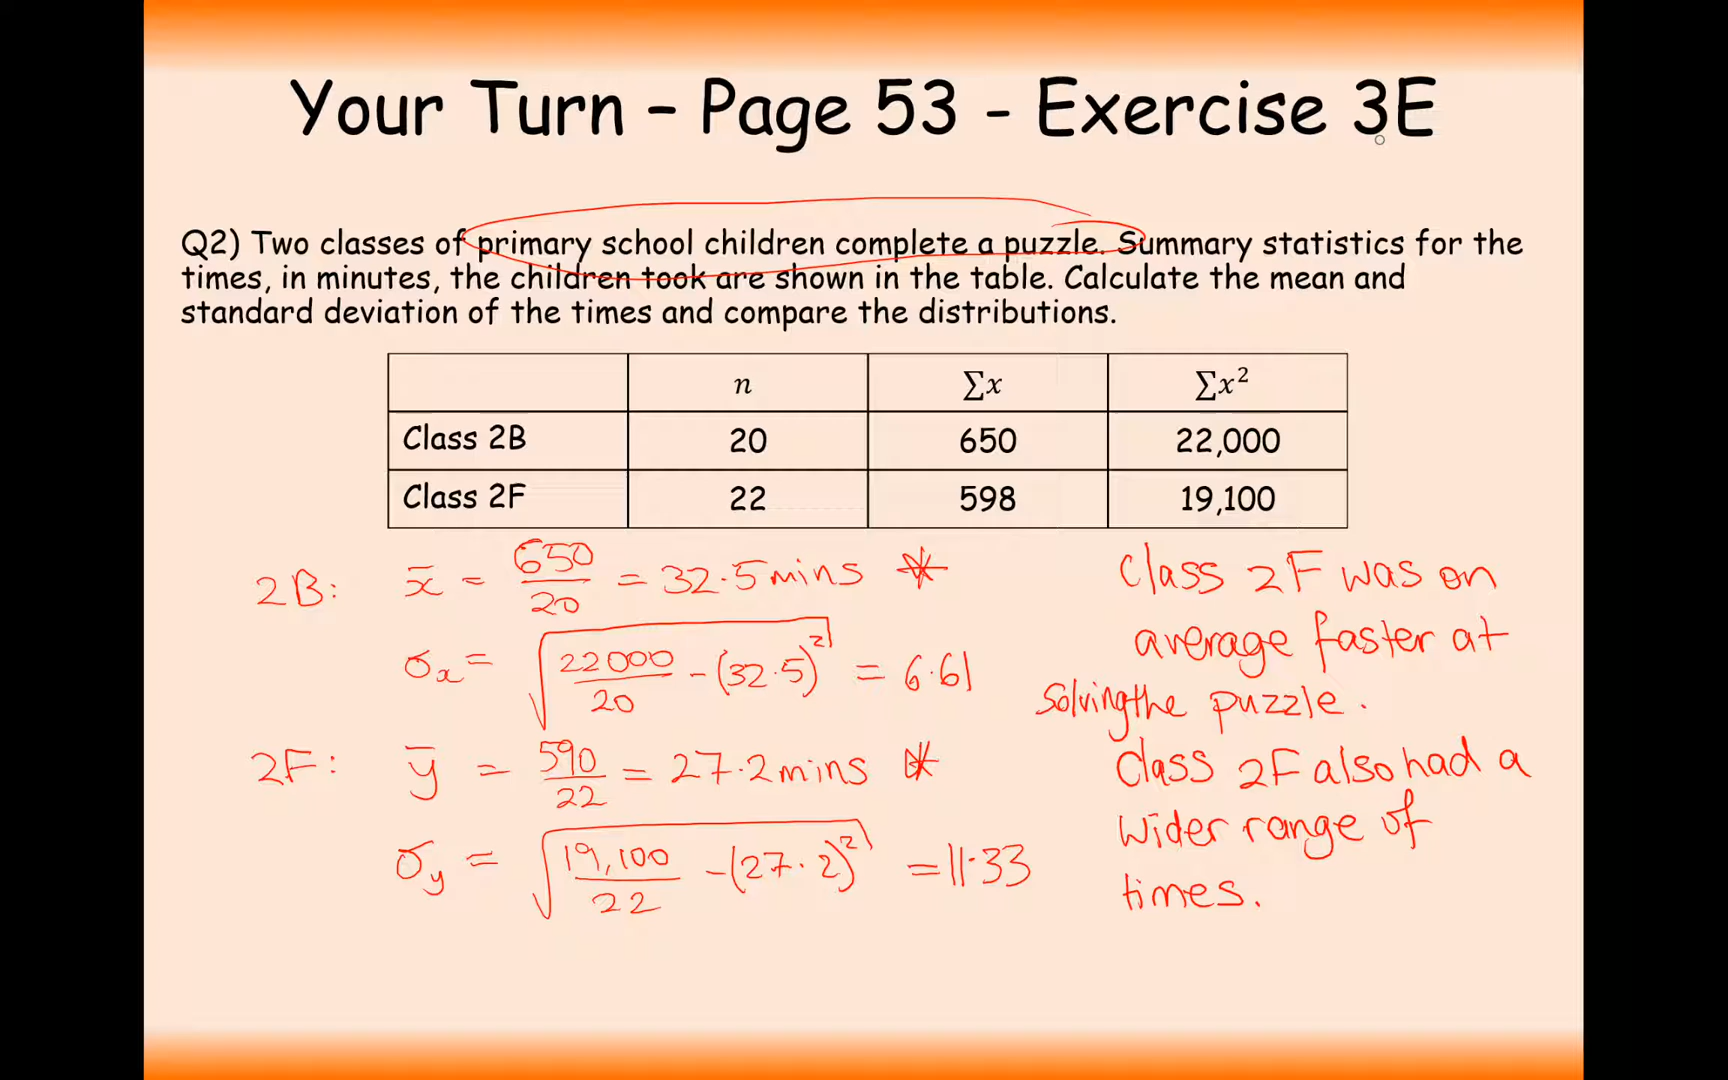 Your Turn – Page 53 - Exercise 3E
Q2) Two classes of primary school children complete a puzzle. Summary statistics for the
times, in minutes, the children took are shown in the table. Calculate the mean and
standard deviation of the times and compare the distributions.
n ∑x ∑x²
Class 2B 20 650 22,000
Class 2F 22 598 19,100
2B: x̄ = 650/20 = 32.5mins *
σx = √(22000/20 - (32.5)²) = 6.61
2F: ȳ = 590/22 = 27.2mins *
σy = √(19,100/22 - (27.2)²) = 11.33
Class 2F was on
average faster at
solving the puzzle.
Class 2F also had a
wider range of
times.